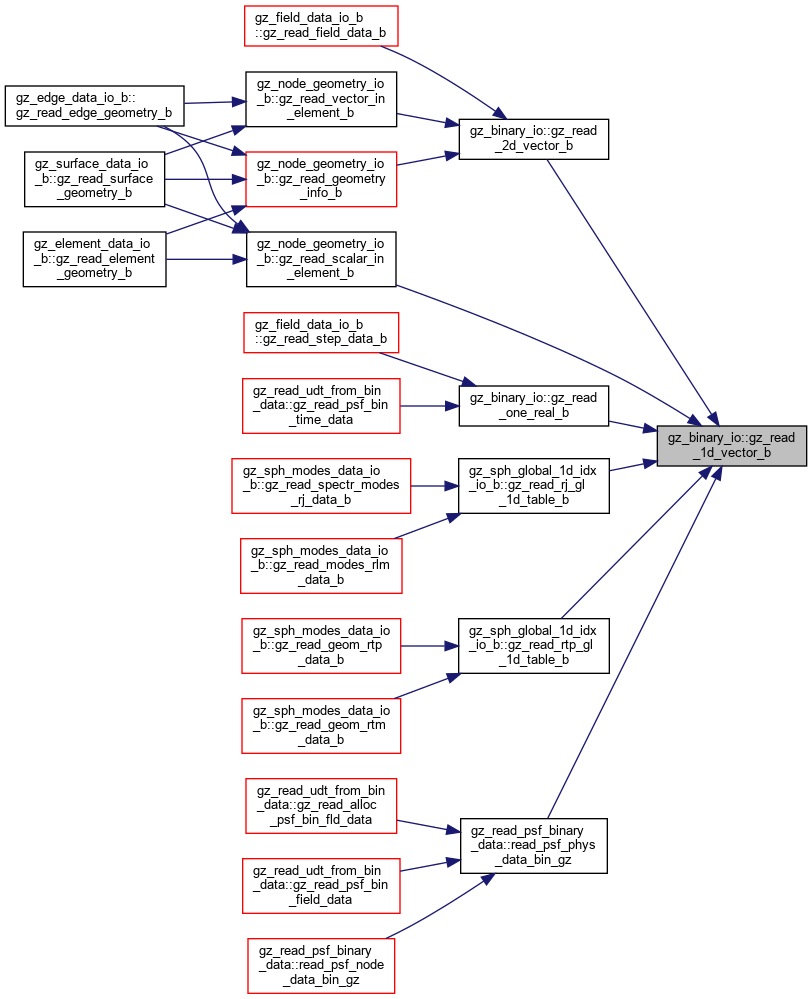 gz_field_data_io_b
::gz_read_field_data_b
gz_node_geometry_io
_b::gz_read_vector_in
_element_b
gz_edge_data_io_b::
gz_read_edge_geometry_b
gz_binary_io::gz_read
_2d_vector_b
gz_surface_data_io
_b::gz_read_surface
_geometry_b
gz_node_geometry_io
_b::gz_read_geometry
_info_b
gz_element_data_io
_b::gz_read_element
_geometry_b
gz_node_geometry_io
_b::gz_read_scalar_in
_element_b
gz_field_data_io_b
::gz_read_step_data_b
gz_read_udt_from_bin
_data::gz_read_psf_bin
_time_data
gz_binary_io::gz_read
_one_real_b
gz_binary_io::gz_read
_1d_vector_b
gz_sph_modes_data_io
_b::gz_read_spectr_modes
_rj_data_b
gz_sph_global_1d_idx
_io_b::gz_read_rj_gl
_1d_table_b
gz_sph_modes_data_io
_b::gz_read_modes_rlm
_data_b
gz_sph_modes_data_io
_b::gz_read_geom_rtp
_data_b
gz_sph_global_1d_idx
_io_b::gz_read_rtp_gl
_1d_table_b
gz_sph_modes_data_io
_b::gz_read_geom_rtm
_data_b
gz_read_udt_from_bin
_data::gz_read_alloc
_psf_bin_fld_data
gz_read_psf_binary
_data::read_psf_phys
_data_bin_gz
gz_read_udt_from_bin
_data::gz_read_psf_bin
_field_data
gz_read_psf_binary
_data::read_psf_node
_data_bin_gz